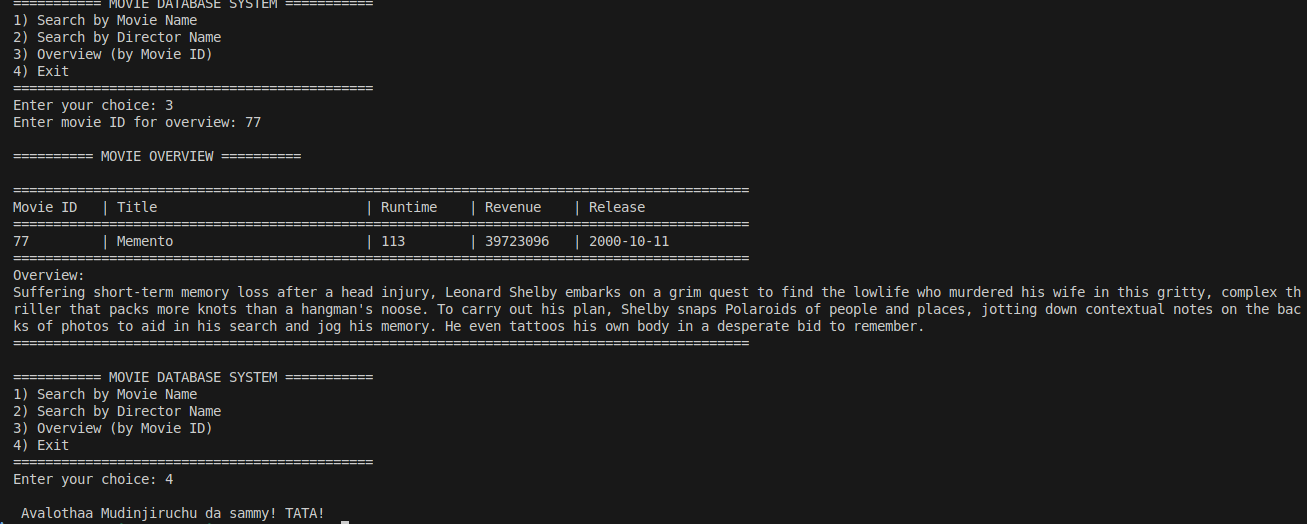 =========== MOVIE DATABASE SYSTEM ===========
1) Search by Movie Name
2) Search by Director Name
3) Overview (by Movie ID)
4) Exit
=============================================
Enter your choice: 3
Enter movie ID for overview: 77
========== MOVIE OVERVIEW ==========
============================================================================================
Movie ID   | Title                          | Runtime    | Revenue    | Release
============================================================================================
77         | Memento                        | 113        | 39723096   | 2000-10-11
============================================================================================
Overview:
Suffering short-term memory loss after a head injury, Leonard Shelby embarks on a grim quest to find the lowlife who murdered his wife in this gritty, complex th
riller that packs more knots than a hangman's noose. To carry out his plan, Shelby snaps Polaroids of people and places, jotting down contextual notes on the bac
ks of photos to aid in his search and jog his memory. He even tattoos his own body in a desperate bid to remember.
============================================================================================
=========== MOVIE DATABASE SYSTEM ===========
1) Search by Movie Name
2) Search by Director Name
3) Overview (by Movie ID)
4) Exit
=============================================
Enter your choice: 4
Avalothaa Mudinjiruchu da sammy! TATA!